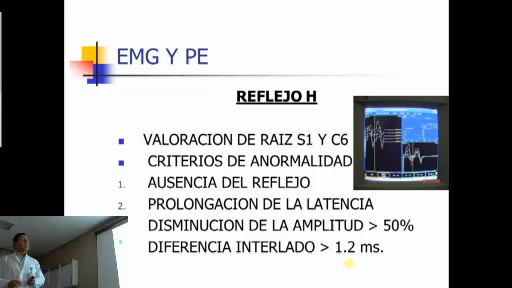 EMG Y PE
REFLEJO H
VALORACION DE RAIZ S1 Y C6
CRITERIOS DE ANORMALIDAD
1. AUSENCIA DEL REFLEJO
2. PROLONGACION DE LA LATENCIA
DISMINUCION DE LA AMPLITUD > 50%
DIFERENCIA INTERLADO > 1.2 ms.